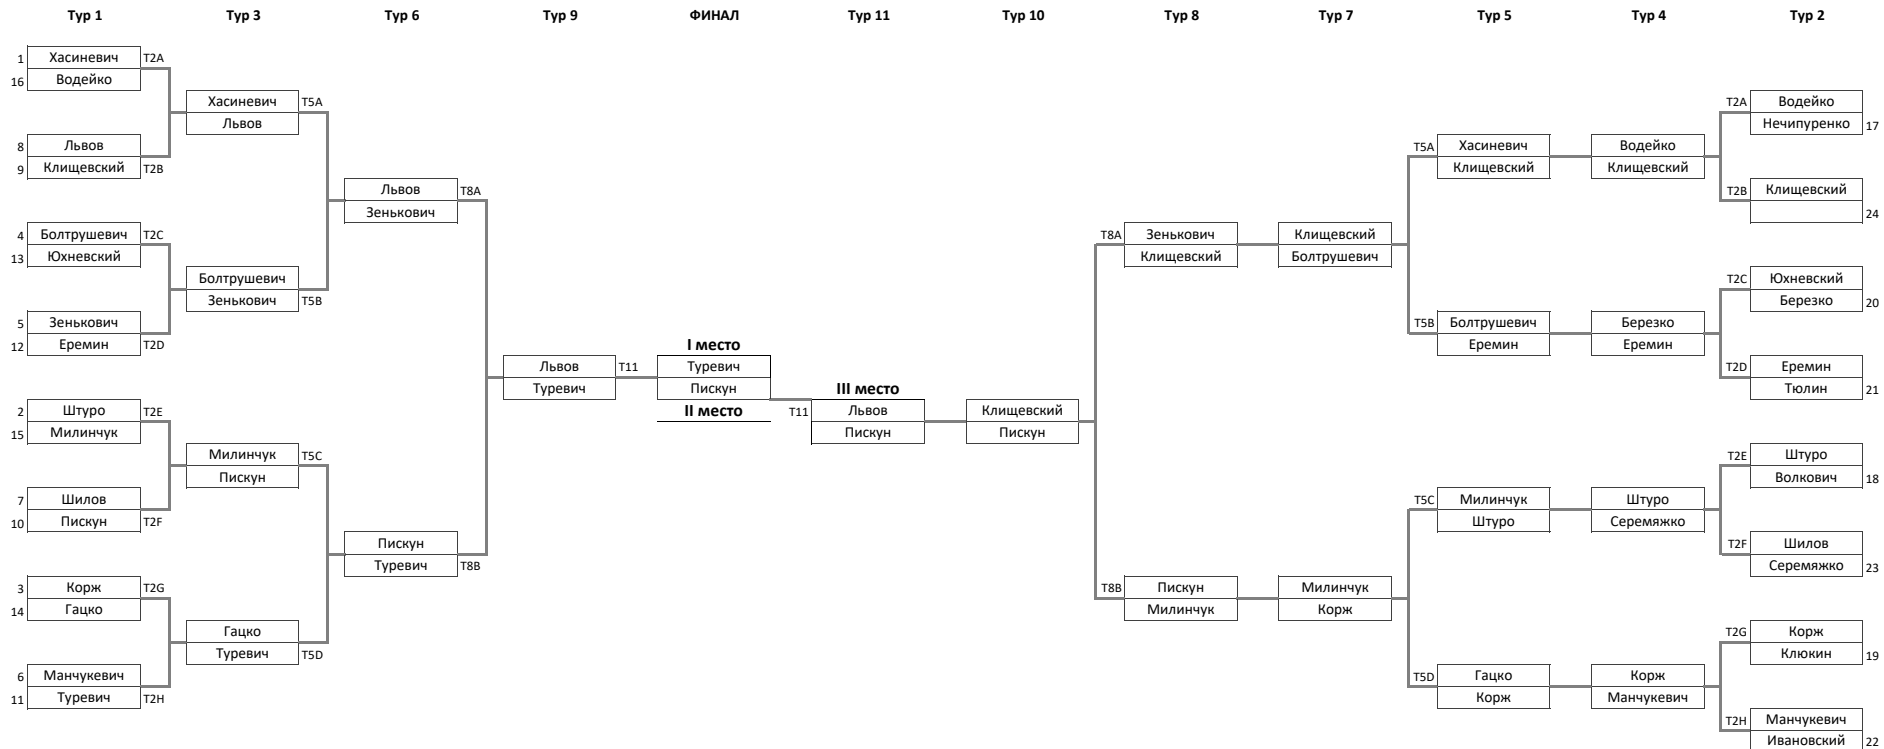 Тур 1 Тур 3 Тур 6 Тур 9 ФИНАЛ Тур 11 Тур 10 Тур 8 Тур 7 Тур 5 Тур 4 Тур 2
1 Хасиневич T2A
16 Водейко
Хасиневич T5A T2A Водейко
Львов Нечипуренко 17
8 Львов T5A Хасиневич Водейко
9 Клищевский T2B Клищевский Клищевский
Львов T8A T2B Клищевский
Зенькович 24
4 Болтрушевич T2C T8A Зенькович Клищевский
13 Юхневский Клищевский Болтрушевич
Болтрушевич T2C Юхневский
Зенькович T5B Березко 20
5 Зенькович T5B Болтрушевич Березко
12 Еремин T2D Еремин Еремин
I место
Львов T11 Туревич T2D Еремин
Туревич Пискун III место Тюлин 21
2 Штуро T2E II место T11 Львов Клищевский
15 Милинчук Пискун Пискун
Милинчук T5C T2E Штуро
Пискун Волкович 18
7 Шилов T5C Милинчук Штуро
10 Пискун T2F Штуро Серемяжко
Пискун T2F Шилов
Туревич T8B Серемяжко 23
3 Корж T2G T8B Пискун Милинчук
14 Гацко Милинчук Корж
Гацко T2G Корж
Туревич T5D Клюкин 19
6 Манчукевич T5D Гацко Корж
11 Туревич T2H Корж Манчукевич
T2H Манчукевич
Ивановский 22